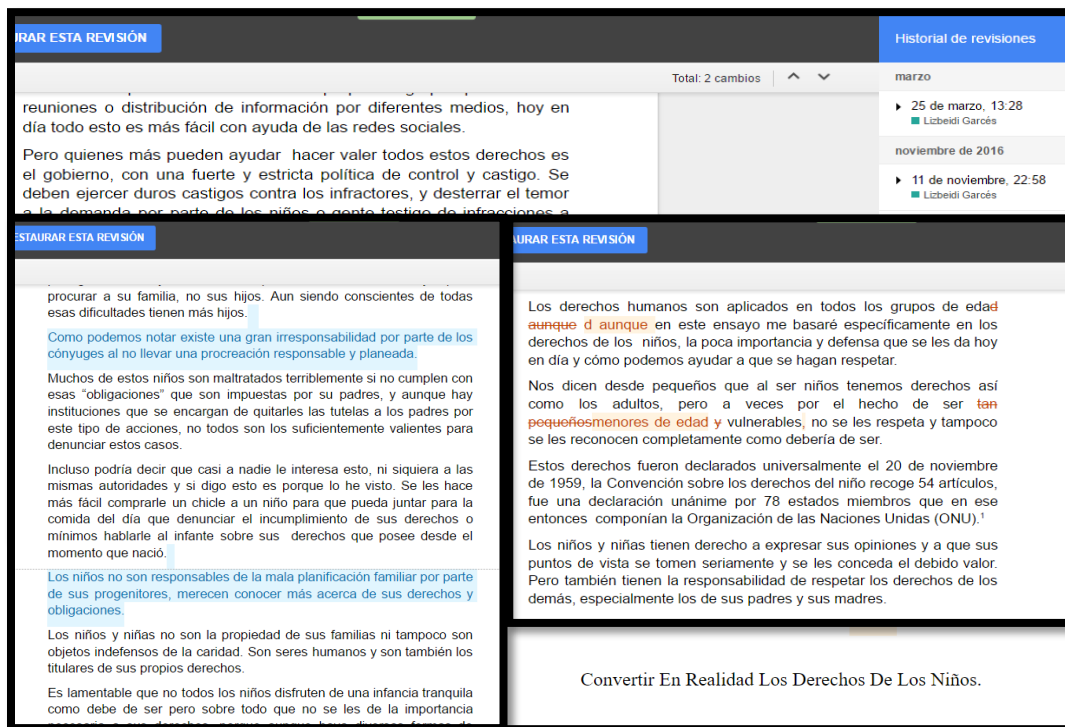 RAR ESTA REVISIÓN
Historial de revisiones
Total: 2 cambios
marzo
25 de marzo, 13:28
Lizbeidi Garcés
noviembre de 2016
11 de noviembre, 22:58
Lizbeidi Garcés
reuniones o distribución de información por diferentes medios, hoy en
día todo esto es más fácil con ayuda de las redes sociales.
Pero quienes más pueden ayudar hacer valer todos estos derechos es
el gobierno, con una fuerte y estricta política de control y castigo. Se
deben ejercer duros castigos contra los infractores, y desterrar el temor
a la demanda por parte de los niños o gente testigo de infracciones a
ESTAURAR ESTA REVISIÓN
procurar a su familia, no sus hijos. Aun siendo conscientes de todas
esas dificultades tienen más hijos.
Como podemos notar existe una gran irresponsabilidad por parte de los
cónyuges al no llevar una procreación responsable y planeada.
Muchos de estos niños son maltratados terriblemente si no cumplen con
esas “obligaciones” que son impuestas por su padres, y aunque hay
instituciones que se encargan de quitarles las tutelas a los padres por
este tipo de acciones, no todos son los suficientemente valientes para
denunciar estos casos.
Incluso podría decir que casi a nadie le interesa esto, ni siquiera a las
mismas autoridades y si digo esto es porque lo he visto. Se les hace
más fácil comprarle un chicle a un niño para que pueda juntar para la
comida del día que denunciar el incumplimiento de sus derechos o
mínimos hablarle al infante sobre sus derechos que posee desde el
momento que nació.
Los niños no son responsables de la mala planificación familiar por parte
de sus progenitores, merecen conocer más acerca de sus derechos y
obligaciones.
Los niños y niñas no son la propiedad de sus familias ni tampoco son
objetos indefensos de la caridad. Son seres humanos y son también los
titulares de sus propios derechos.
Es lamentable que no todos los niños disfruten de una infancia tranquila
como debe de ser pero sobre todo que no se les de la importancia
necesaria a sus derechos, porque aunque haya diversas formas de
AURAR ESTA REVISIÓN
Los derechos humanos son aplicados en todos los grupos de edad
aunque d aunque en este ensayo me basaré específicamente en los
derechos de los niños, la poca importancia y defensa que se les da hoy
en día y cómo podemos ayudar a que se hagan respetar.
Nos dicen desde pequeños que al ser niños tenemos derechos así
como los adultos, pero a veces por el hecho de ser tan
pequeñosmenores de edad y vulnerables, no se les respeta y tampoco
se les reconocen completamente como debería de ser.
Estos derechos fueron declarados universalmente el 20 de noviembre
de 1959, la Convención sobre los derechos del niño recoge 54 artículos,
fue una declaración unánime por 78 estados miembros que en ese
entonces componían la Organización de las Naciones Unidas (ONU).¹
Los niños y niñas tienen derecho a expresar sus opiniones y a que sus
puntos de vista se tomen seriamente y se les conceda el debido valor.
Pero también tienen la responsabilidad de respetar los derechos de los
demás, especialmente los de sus padres y sus madres.
Convertir En Realidad Los Derechos De Los Niños.